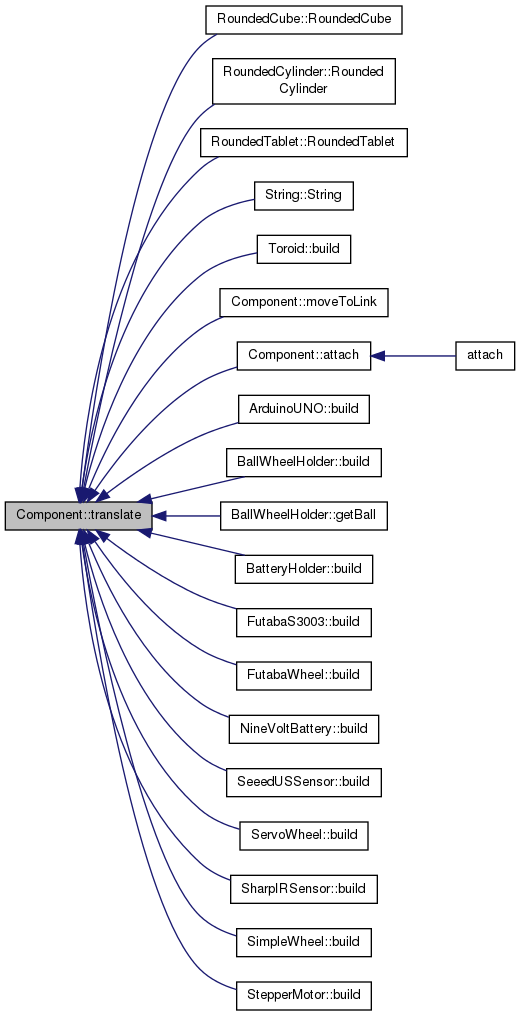 RoundedCube::RoundedCube
RoundedCylinder::Rounded
Cylinder
RoundedTablet::RoundedTablet
String::String
Toroid::build
Component::moveToLink
Component::attach
attach
ArduinoUNO::build
BallWheelHolder::build
Component::translate
BallWheelHolder::getBall
BatteryHolder::build
FutabaS3003::build
FutabaWheel::build
NineVoltBattery::build
SeeedUSSensor::build
ServoWheel::build
SharpIRSensor::build
SimpleWheel::build
StepperMotor::build